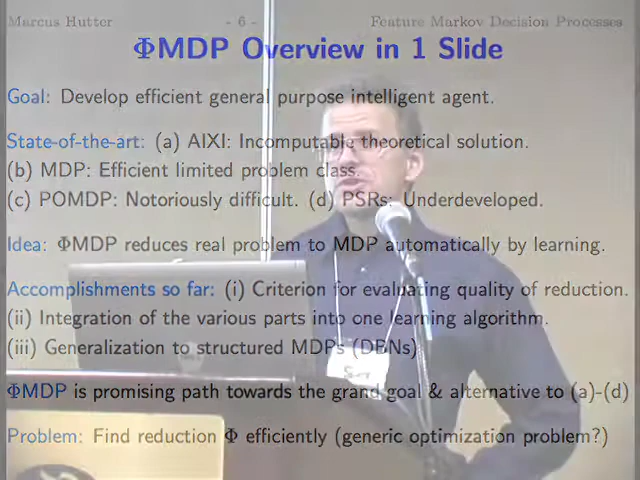 Marcus Hutter - 6 - Feature Markov Decision Processes
ΦMDP Overview in 1 Slide
Goal: Develop efficient general purpose intelligent agent.
State-of-the-art: (a) AIXI: Incomputable theoretical solution.
(b) MDP: Efficient limited problem class.
(c) POMDP: Notoriously difficult. (d) PSRs: Underdeveloped.
Idea: ΦMDP reduces real problem to MDP automatically by learning.
Accomplishments so far: (i) Criterion for evaluating quality of reduction.
(ii) Integration of the various parts into one learning algorithm.
(iii) Generalization to structured MDPs (DBNs)
ΦMDP is promising path towards the grand goal & alternative to (a)-(d)
Problem: Find reduction Φ efficiently (generic optimization problem?)